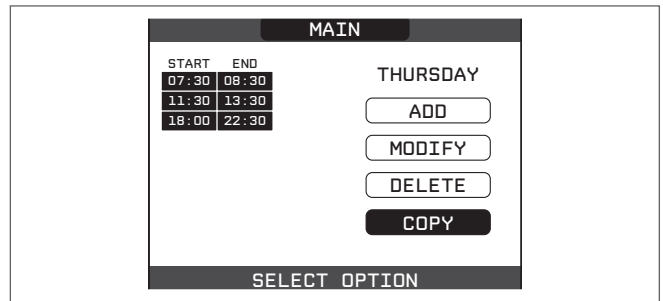 MAIN
START END
07:30 08:30
11:30 13:30
18:00 22:30
THURSDAY
ADD
MODIFY
DELETE
COPY
SELECT OPTION